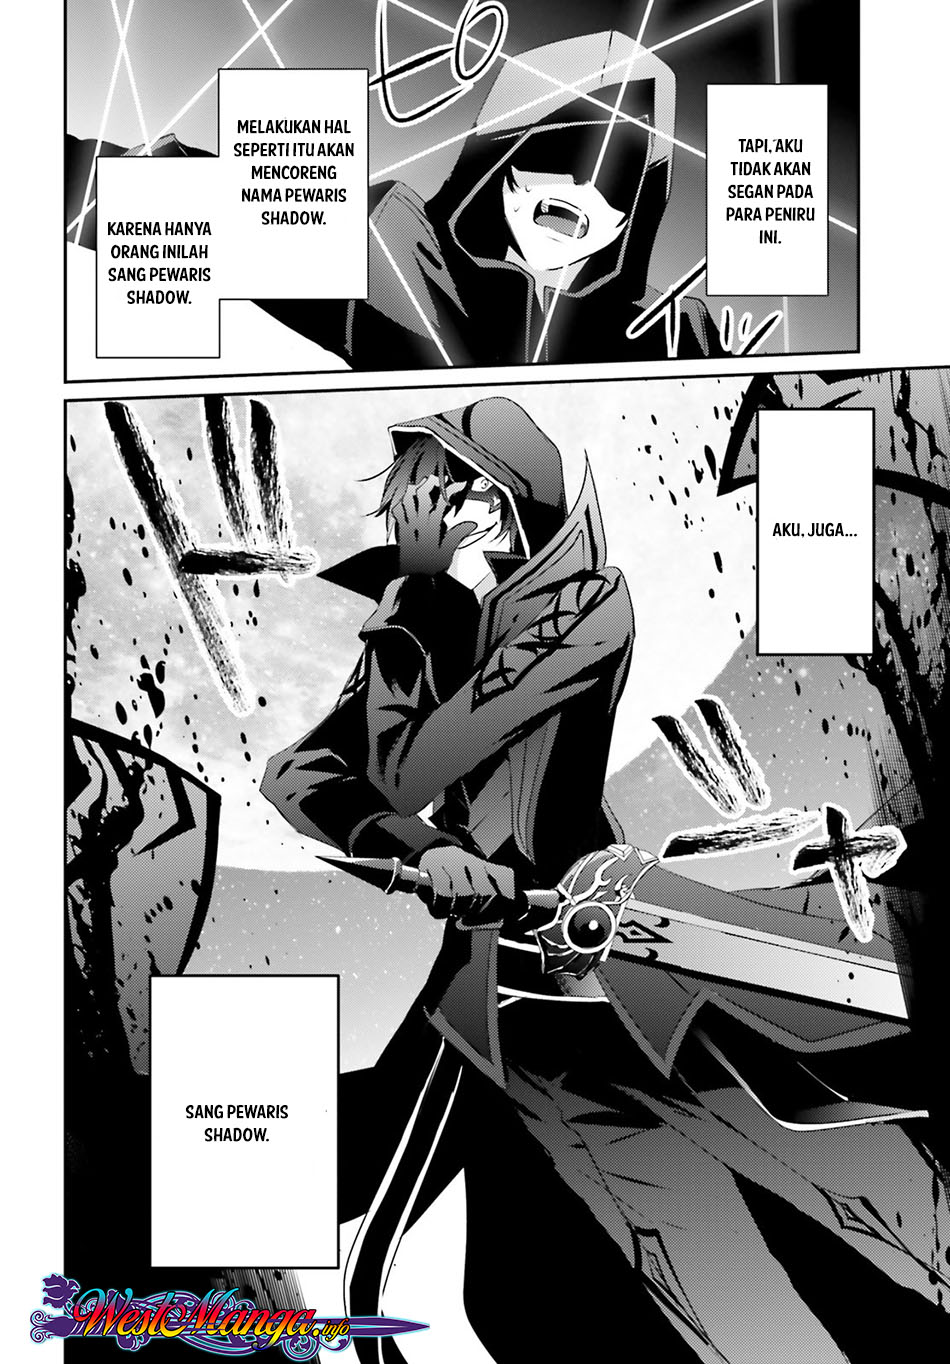 TAPI, AKU
TIDAK AKAN
SEGAN PADA
PARA PENIRU
INI.
MELAKUKAN HAL
SEPERTI ITU AKAN
MENCORENG
NAMA PEWARIS
SHADOW.
KARENA HANYA
ORANG INILAH
SANG PEWARIS
SHADOW.
AKU, JUGA...
SANG PEWARIS
SHADOW.
WestManga.info